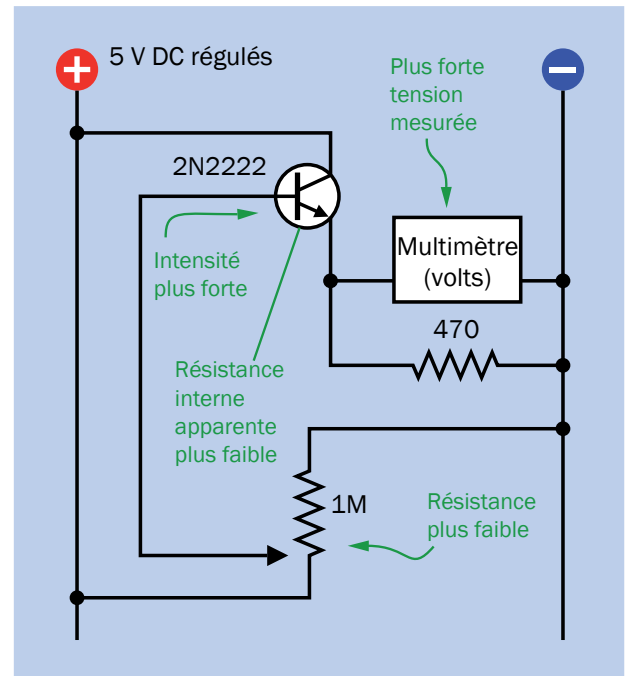 +
5 V DC régulés
−
Plus forte
tension
mesurée
2N2222
Intensité
plus forte
Multimètre
(volts)
470
Résistance
interne
apparente
plus faible
1M
Résistance
plus faible